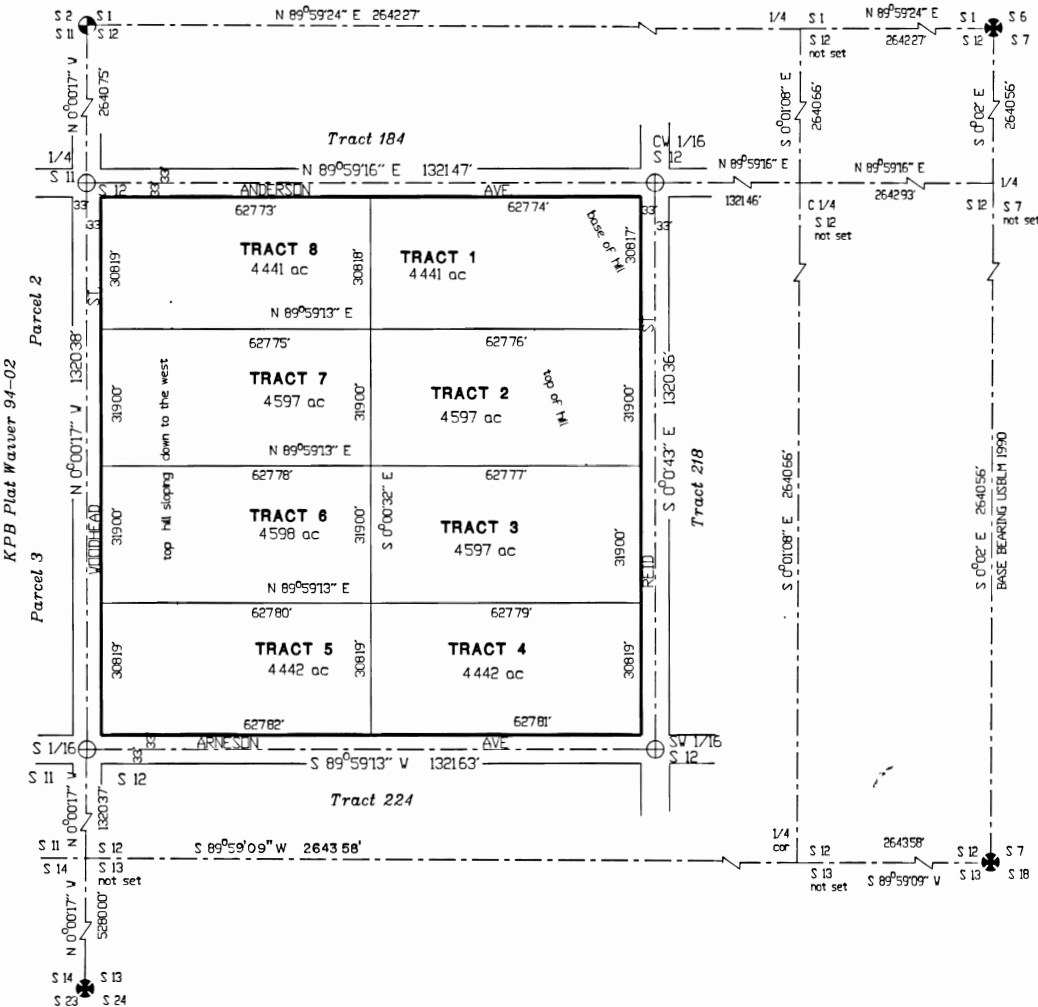 S 2 S 1
S 11 S 12
N 89°59'24" E 264227'
1/4 S 1
S 12
not set
N 89°59'24" E
264227'
S 1 S 6
S 12 S 7
N 0°00'17" W
264075'
S 0°01'08" E
264066'
S 0°02' E
264056'
Tract 184
1/4
S 11
S 12
33'
33'
N 89°59'16" E 132147'
ANDERSON AVE
CW 1/16
S 12
N 89°59'16" E
132146'
N 89°59'16" E
264293'
C 1/4
S 12
not set
1/4
S 12 S 7
not set
33'
33'
33'
33'
62773'
62774'
TRACT 8
4441 ac
TRACT 1
4441 ac
base of hill
30819'
30818'
30817'
N 89°59'13" E
ST
ST
62775'
62776'
TRACT 7
4597 ac
TRACT 2
4597 ac
top of hill
31900'
31900'
31900'
N 89°59'13" E
62778'
62777'
TRACT 6
4598 ac
TRACT 3
4597 ac
31900'
31900'
31900'
S 0°00'32" E
N 89°59'13" E
62780'
62779'
TRACT 5
4442 ac
TRACT 4
4442 ac
30819'
30819'
30819'
62782'
62781'
top hill sloping down to the west
KPB Plat Waiver 94-02
Parcel 2
Parcel 3
N 0°00'17" W 132038'
WOODHEAD
REID
S 0°0'43" E 132036'
Tract 218
S 0°01'08" E 264066'
S 0°02' E 264056'
BASE BEARING USBLM 1990
S 1/16
S 11 S 12
33'
33'
ARNESON AVE
S 89°59'13" W 132163'
SW 1/16
S 12
Tract 224
N 0°00'17" W
132037'
S 11 S 12
S 14 S 13
not set
S 89°59'09" W 264358'
1/4
cor
S 12
S 13
not set
264358'
S 89°59'09" W
S 12 S 7
S 13 S 18
N 0°00'17" W
528000'
S 14 S 13
S 23 S 24